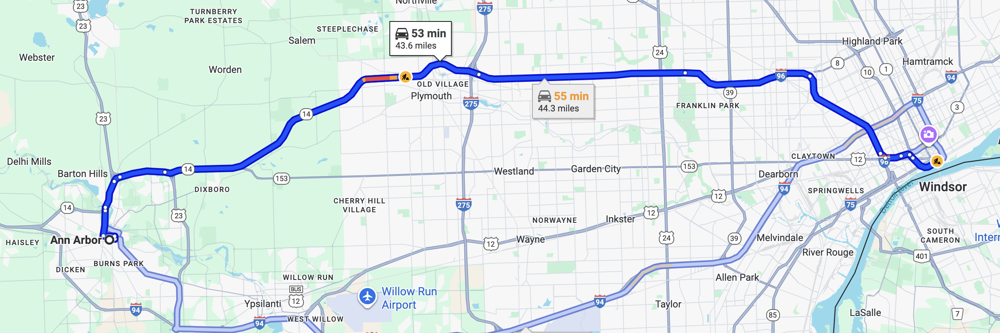 Northville
23
TURNBERRY
PARK ESTATES
275
23
STEEPLECHASE
53 min
43.6 miles
Salem
Highland Park
Webster
24
Worden
8
Hamtramck
10
1
96
94
OLD VILLAGE
Plymouth
55 min
44.3 miles
39
75
275
FRANKLIN PARK
3
14
23
Delhi Mills
CLAYTOWN
12
96
Barton Hills
14
Westland
Garden City
153
153
Dearborn
DIXBORO
94
SPRINGWELLS
Windsor
Detroit River
CHERRY HILL
VILLAGE
275
12
75
14
23
12
NORWAYNE
Inkster
Ann Arbor
HAISLEY
12
Wayne
24
39
Melvindale
SOUTH
CAMERON
Intern
River Rouge
401
BURNS PARK
DICKEN
WILLOW RUN
Allen Park
BUS
12
Willow Run
Airport
Ypsilanti
94
94
Taylor
94
WEST WILLOW
85
LaSalle
7